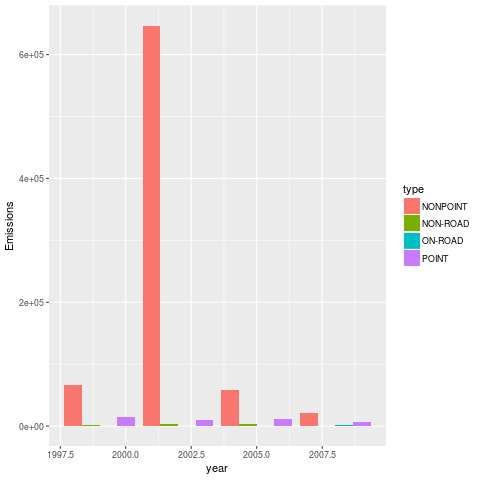 6e+05
4e+05
2e+05
0e+00
Emissions
1997.5 2000.0 2002.5 2005.0 2007.5
year
type
NONPOINT
NON-ROAD
ON-ROAD
POINT